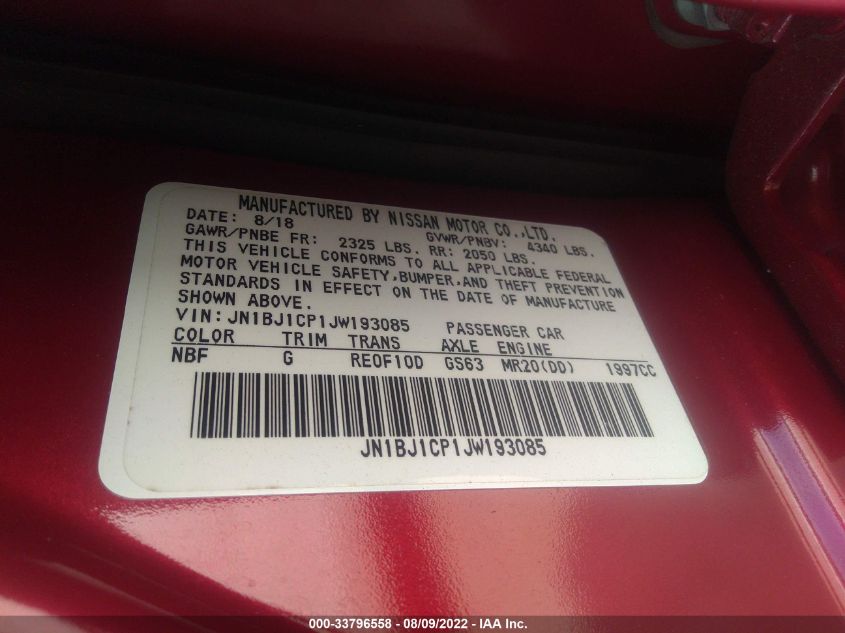 MANUFACTURED BY NISSAN MOTOR CO.,LTD.
DATE: 8/18 GVWR/PNBV: 4340 LBS.
GAWR/PNBE FR: 2325 LBS. RR: 2050 LBS.
THIS VEHICLE CONFORMS TO ALL APPLICABLE FEDERAL
MOTOR VEHICLE SAFETY,BUMPER,AND THEFT PREVENTION
STANDARDS IN EFFECT ON THE DATE OF MANUFACTURE
SHOWN ABOVE.
VIN: JN1BJ1CP1JW193085 PASSENGER CAR
COLOR TRIM TRANS AXLE ENGINE
NBF G RE0F10D GS63 MR20(DD) 1997CC
JN1BJ1CP1JW193085
000-33796558 - 08/09/2022 - IAA Inc.